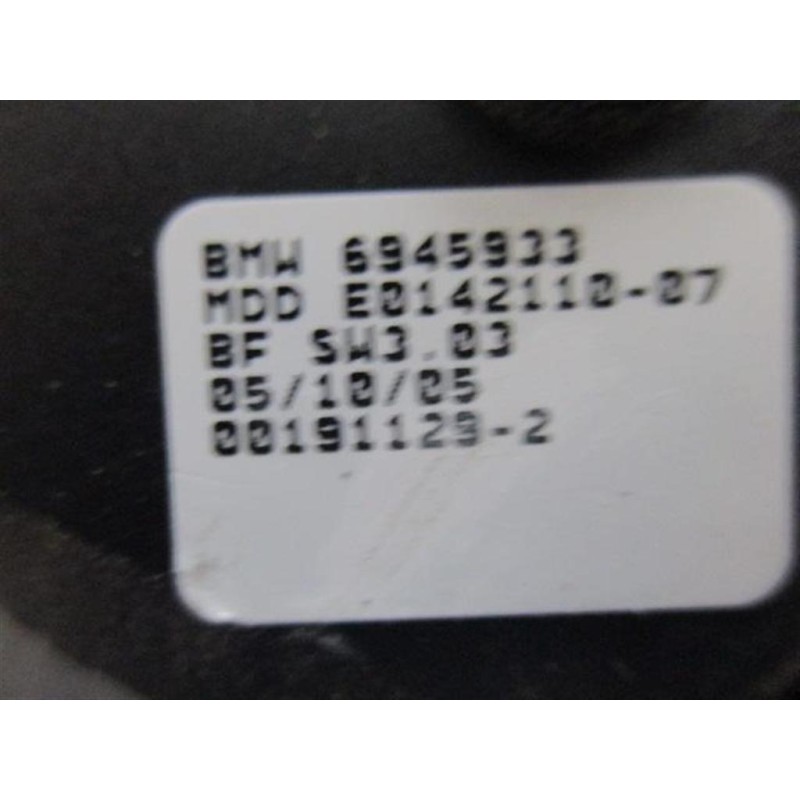 BMW 6945933
MDD E0142110-07
BF SW3.03
05/10/05
00191129-2